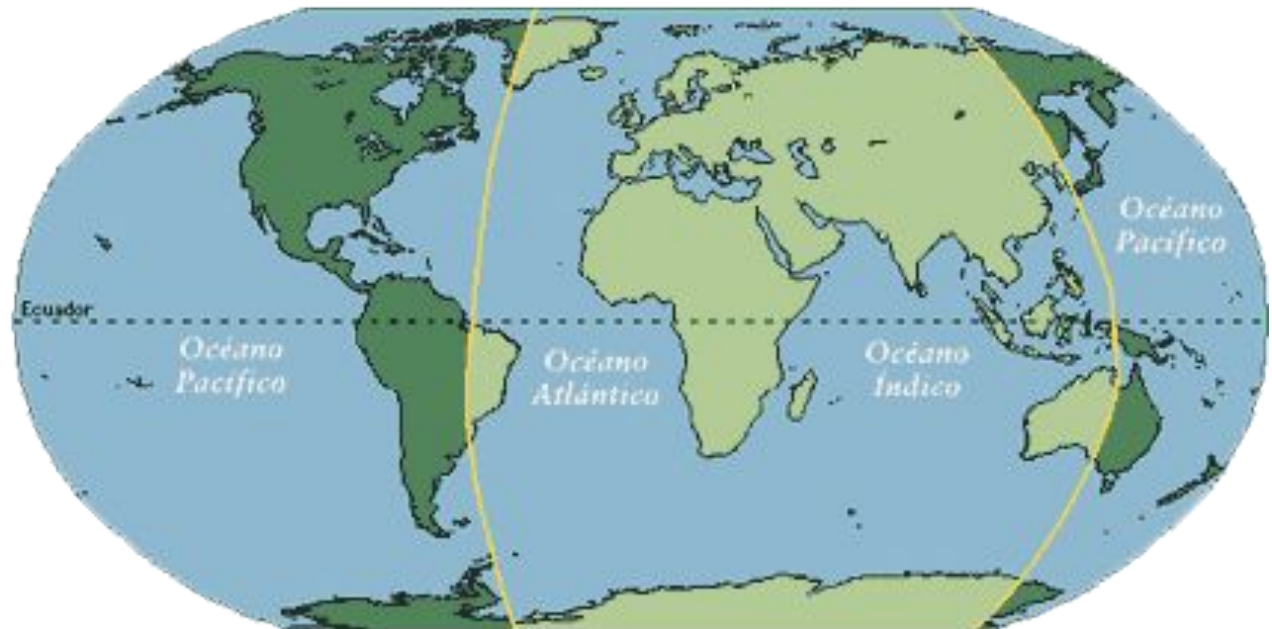 Océano
Pacífico
Ecuador
Océano
Pacífico
Océano
Atlántico
Océano
Índico